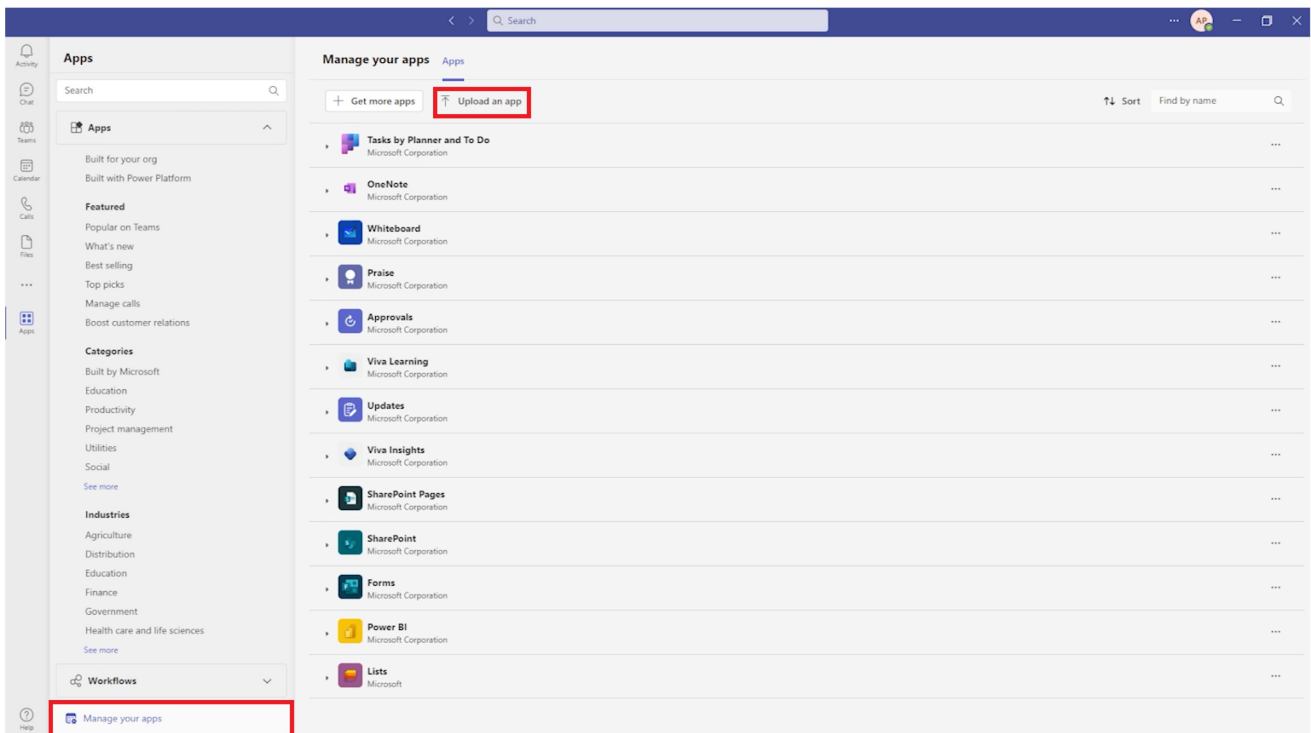 Search
AP
Activity
Chat
Teams
Calendar
Calls
Files
Apps
Help
Apps
Search
Apps
Built for your org
Built with Power Platform
Featured
Popular on Teams
What's new
Best selling
Top picks
Manage calls
Boost customer relations
Categories
Built by Microsoft
Education
Productivity
Project management
Utilities
Social
See more
Industries
Agriculture
Distribution
Education
Finance
Government
Health care and life sciences
See more
Workflows
Manage your apps
Manage your apps Apps
Get more apps Upload an app Sort Find by name
Tasks by Planner and To Do
Microsoft Corporation
OneNote
Microsoft Corporation
Whiteboard
Microsoft Corporation
Praise
Microsoft Corporation
Approvals
Microsoft Corporation
Viva Learning
Microsoft Corporation
Updates
Microsoft Corporation
Viva Insights
Microsoft Corporation
SharePoint Pages
Microsoft Corporation
SharePoint
Microsoft Corporation
Forms
Microsoft Corporation
Power BI
Microsoft Corporation
Lists
Microsoft